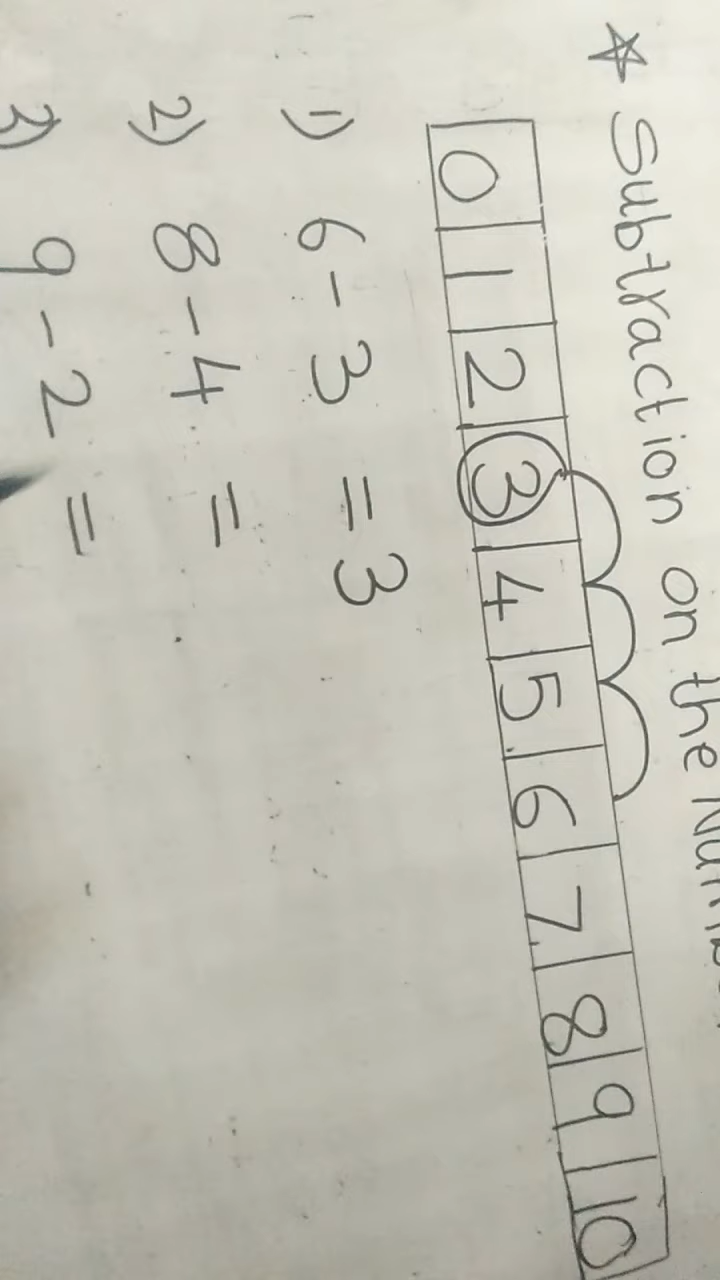 ☆ Subtraction on the
0 1 2 3 4 5 6 7 8 9 10
1) 6 - 3 = 3
2) 8 - 4 =
3) 9 - 2 =